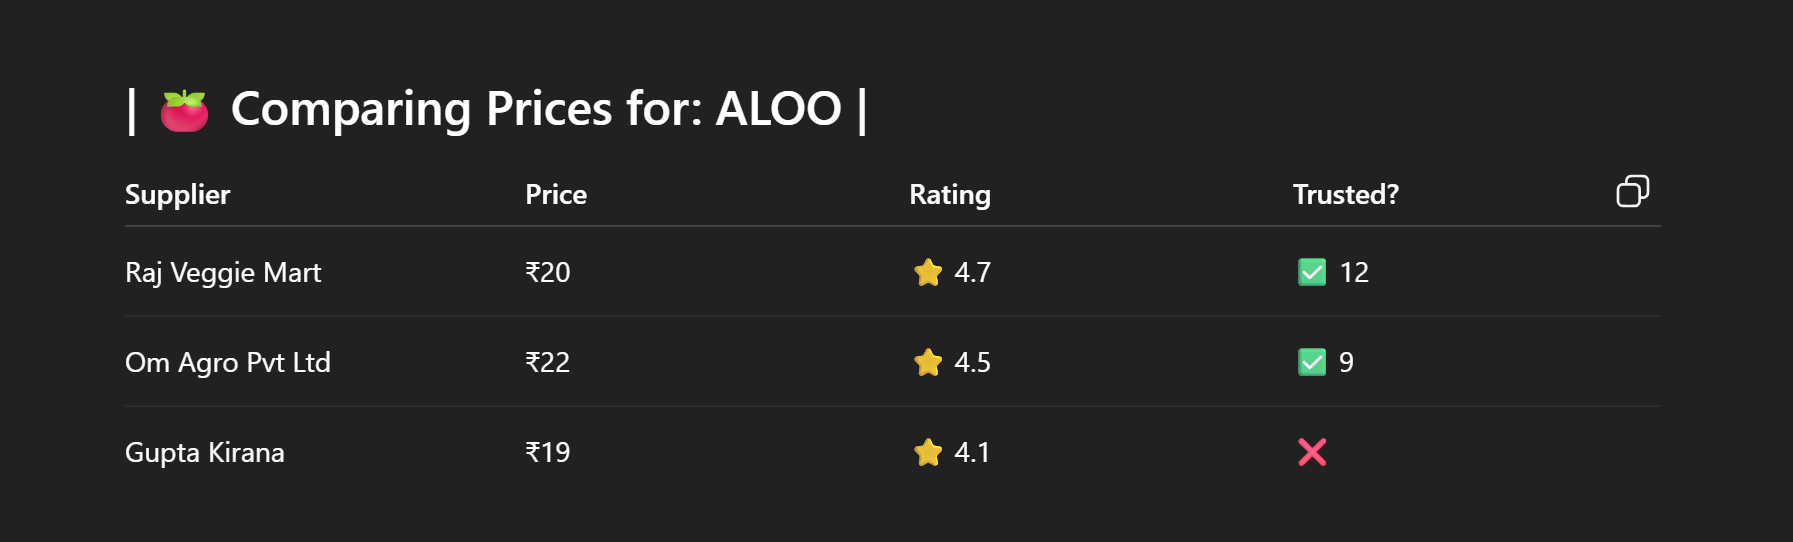 | 🍅 Comparing Prices for: ALOO |
Supplier Price Rating Trusted?
Raj Veggie Mart ₹20 ⭐ 4.7 ✅ 12
Om Agro Pvt Ltd ₹22 ⭐ 4.5 ✅ 9
Gupta Kirana ₹19 ⭐ 4.1 ❌